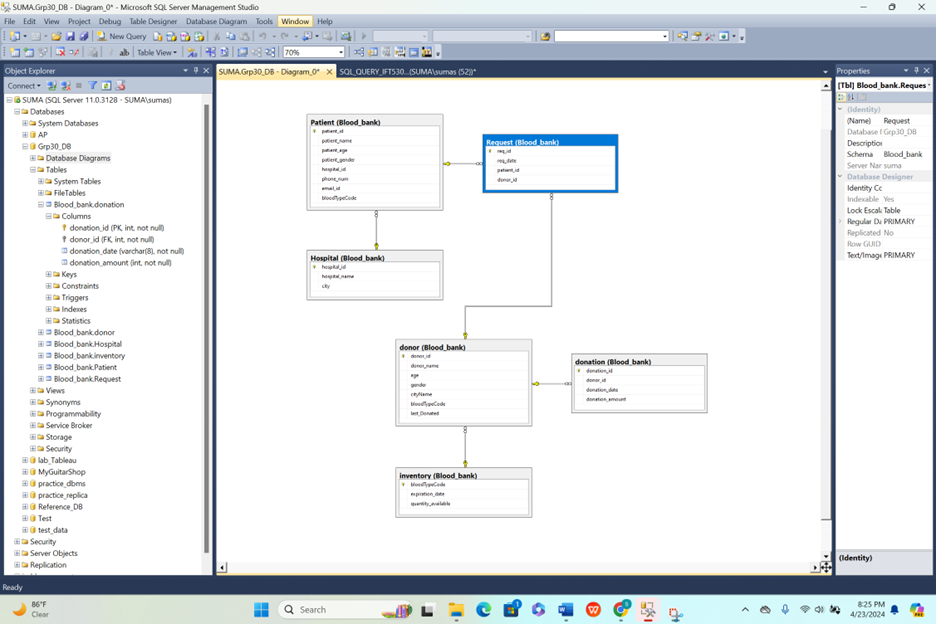 SUMA.Grp30_DB - Diagram_0* - Microsoft SQL Server Management Studio
File Edit View Project Debug Table Designer Database Diagram Tools Window Help
New Query
Table View 70%
Object Explorer
Connect
SUMA (SQL Server 11.0.3128 - SUMA\sumas)
Databases
System Databases
AP
Grp30_DB
Database Diagrams
Tables
System Tables
FileTables
Blood_bank.donation
Columns
donation_id (PK, int, not null)
donor_id (FK, int, not null)
donation_date (varchar(8), not null)
donation_amount (int, not null)
Keys
Constraints
Triggers
Indexes
Statistics
Blood_bank.donor
Blood_bank.Hospital
Blood_bank.inventory
Blood_bank.Patient
Blood_bank.Request
Views
Synonyms
Programmability
Service Broker
Storage
Security
lab_Tableau
MyGuitarShop
practice_dbms
practice_replica
Reference_DB
Test
test_data
Security
Server Objects
Replication
SUMA.Grp30_DB - Diagram_0* SQL_QUERY_IFT530...(SUMA\sumas (52))*
Patient (Blood_bank)
patient_id
patient_name
patient_age
patient_gender
hospital_id
phone_num
email_id
bloodTypeCode
Request (Blood_bank)
req_id
req_date
patient_id
donor_id
Hospital (Blood_bank)
hospital_id
hospital_name
city
donor (Blood_bank)
donor_id
donor_name
age
gender
cityName
bloodTypeCode
last_Donated
donation (Blood_bank)
donation_id
donor_id
donation_date
donation_amount
inventory (Blood_bank)
bloodTypeCode
expiration_date
quantity_available
Properties
[Tbl] Blood_bank.Reques
(Identity)
(Name) Request
Database Grp30_DB
Description
Schema Blood_bank
Server Nar suma
Database Designer
Identity Co
Indexable Yes
Lock Escala Table
Regular Da PRIMARY
Replicated No
Row GUID
Text/Image PRIMARY
(Identity)
Ready
86°F
Clear
Search
8:25 PM
4/23/2024